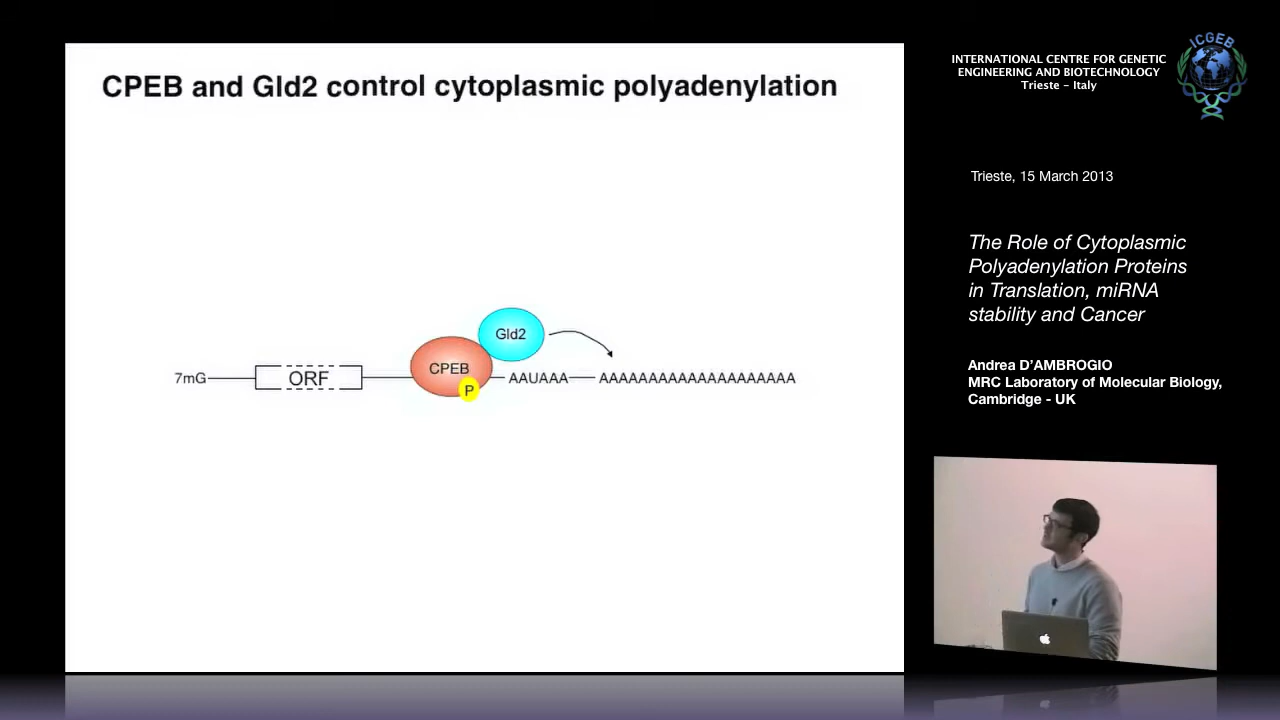 CPEB and Gld2 control cytoplasmic polyadenylation
Gld2
CPEB
P
7mG
ORF
AAUAAA
AAAAAAAAAAAAAAAAAAAA
ICGEB
INTERNATIONAL CENTRE FOR GENETIC
ENGINEERING AND BIOTECHNOLOGY
Trieste – Italy
Trieste, 15 March 2013
The Role of Cytoplasmic
Polyadenylation Proteins
in Translation, miRNA
stability and Cancer
Andrea D’AMBROGIO
MRC Laboratory of Molecular Biology,
Cambridge - UK